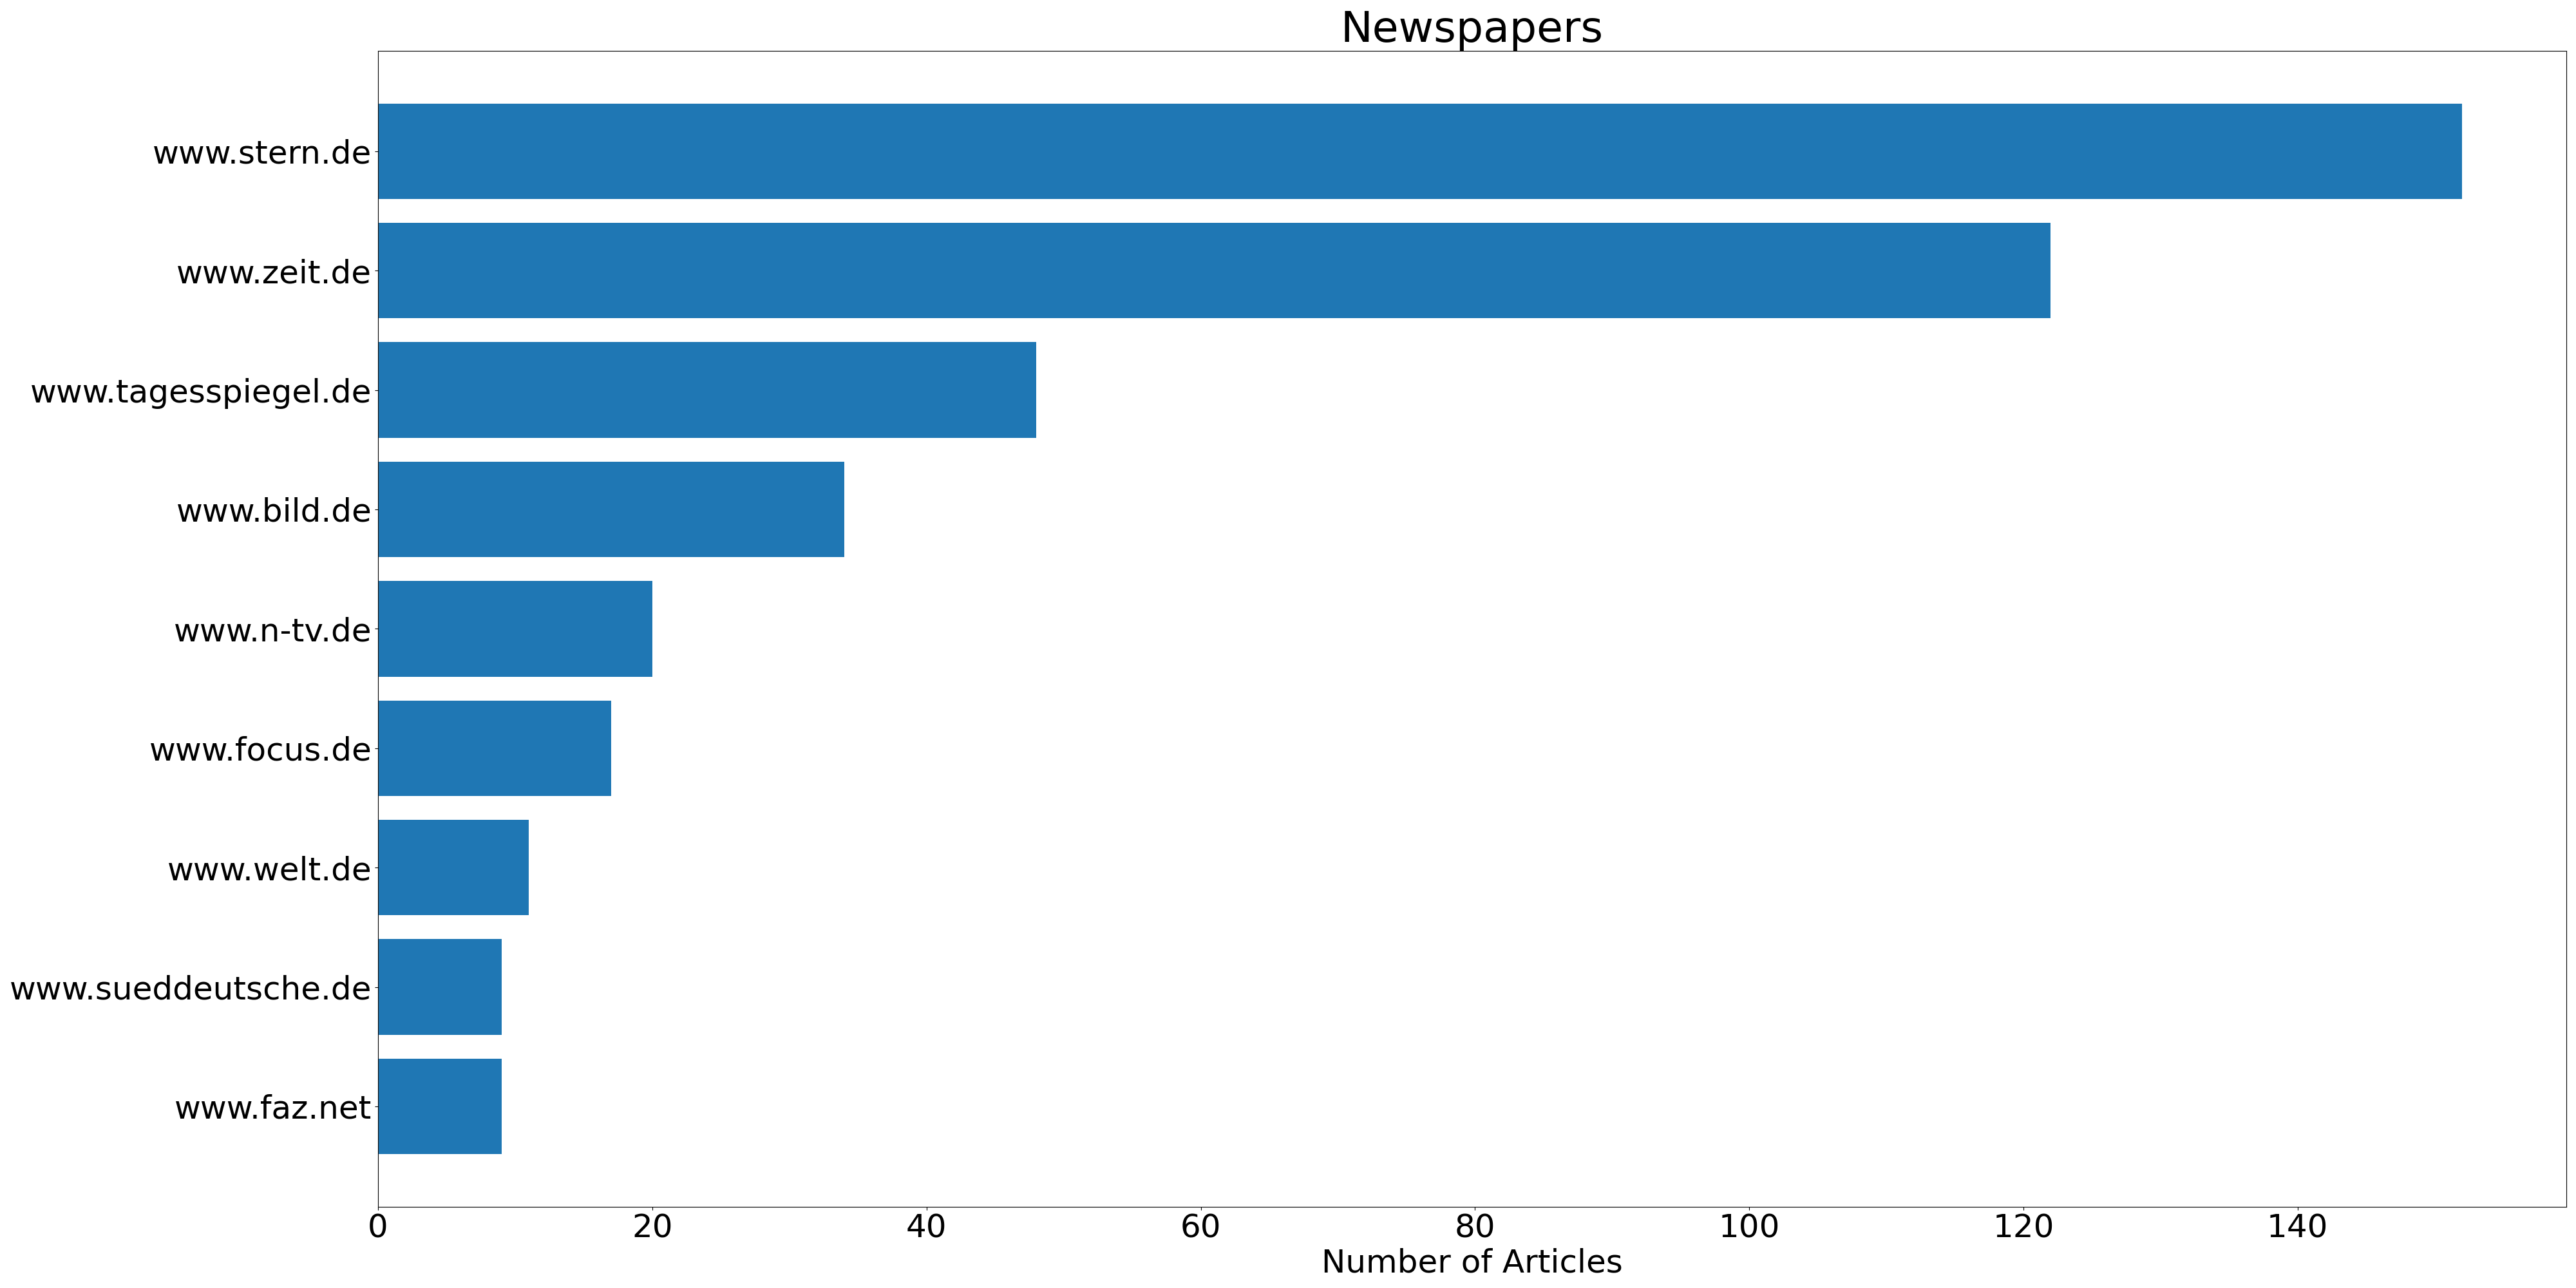 Newspapers
www.stern.de
www.zeit.de
www.tagesspiegel.de
www.bild.de
www.n-tv.de
www.focus.de
www.welt.de
www.sueddeutsche.de
www.faz.net
0 20 40 60 80 100 120 140
Number of Articles